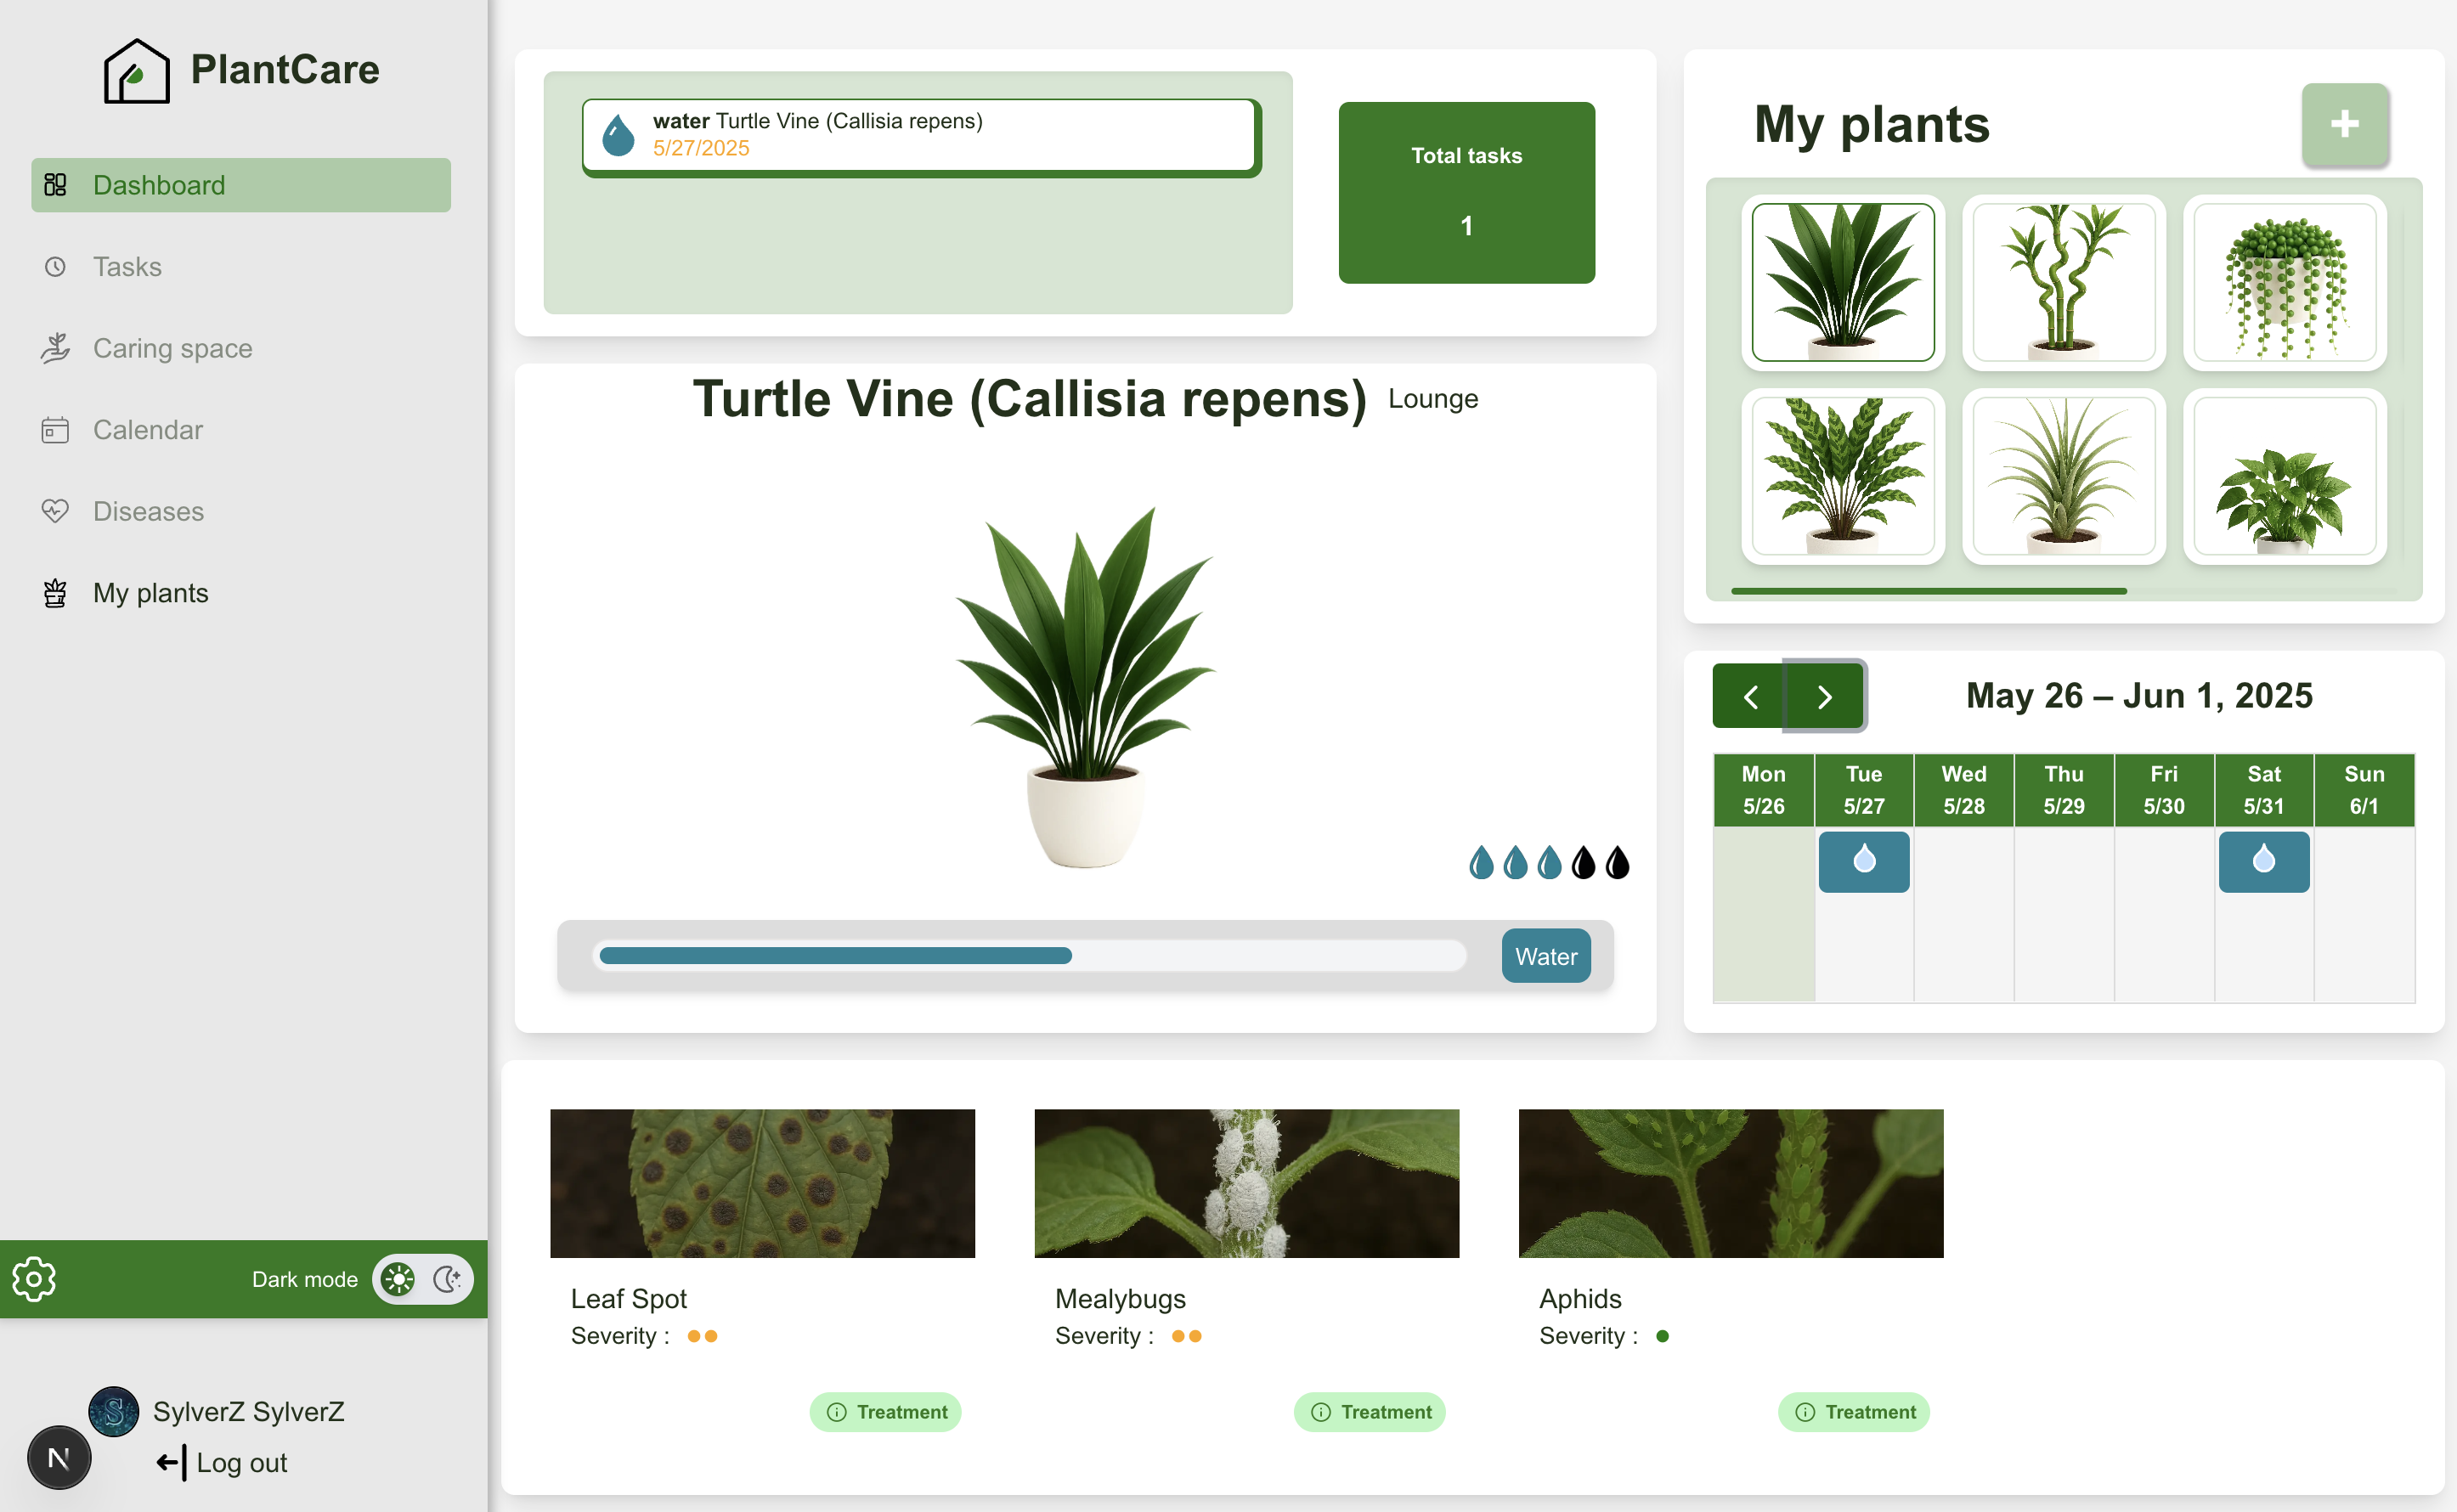 PlantCare
Dashboard
Tasks
Caring space
Calendar
Diseases
My plants
Dark mode
SylverZ SylverZ
N
Log out
water Turtle Vine (Callisia repens)
5/27/2025
Total tasks
1
Turtle Vine (Callisia repens) Lounge
Water
My plants
May 26 – Jun 1, 2025
Mon Tue Wed Thu Fri Sat Sun
5/26 5/27 5/28 5/29 5/30 5/31 6/1
Leaf Spot
Severity :
Treatment
Mealybugs
Severity :
Treatment
Aphids
Severity :
Treatment